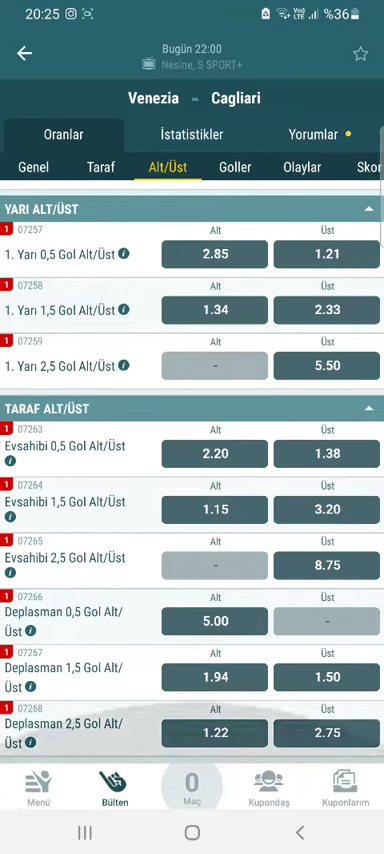 20:25 %36
Bugün 22:00
Nesine, S SPORT+
Venezia - Cagliari
Oranlar İstatistikler Yorumlar
Genel Taraf Alt/Üst Goller Olaylar Skor
YARI ALT/ÜST
1 07257 Alt Üst
1. Yarı 0,5 Gol Alt/Üst 2.85 1.21
1 07258 Alt Üst
1. Yarı 1,5 Gol Alt/Üst 1.34 2.33
1 07259 Alt Üst
1. Yarı 2,5 Gol Alt/Üst - 5.50
TARAF ALT/ÜST
1 07263 Alt Üst
Evsahibi 0,5 Gol Alt/Üst 2.20 1.38
1 07264 Alt Üst
Evsahibi 1,5 Gol Alt/Üst 1.15 3.20
1 07265 Alt Üst
Evsahibi 2,5 Gol Alt/Üst - 8.75
1 07266 Alt Üst
Deplasman 0,5 Gol Alt/
Üst 5.00 -
1 07267 Alt Üst
Deplasman 1,5 Gol Alt/
Üst 1.94 1.50
1 07268 Alt Üst
Deplasman 2,5 Gol Alt/
Üst 1.22 2.75
0
Menü Bülten Maç Kupondaş Kuponlarım